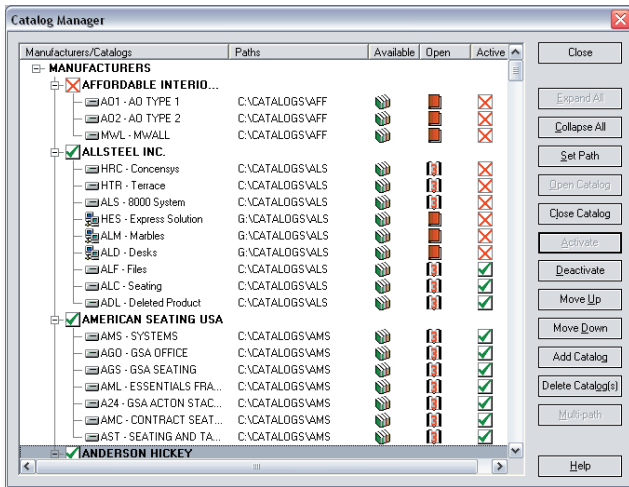 Catalog Manager
Manufacturers/Catalogs Paths Available Open Active
MANUFACTURERS
AFFORDABLE INTERIO...
AO1 - AO TYPE 1 C:\CATALOGS\AFF
AO2 - AO TYPE 2 C:\CATALOGS\AFF
MWL - MWALL C:\CATALOGS\AFF
ALLSTEEL INC.
HRC - Concensys C:\CATALOGS\ALS
HTR - Terrace C:\CATALOGS\ALS
ALS - 8000 System C:\CATALOGS\ALS
HES - Express Solution G:\CATALOGS\ALS
ALM - Marbles G:\CATALOGS\ALS
ALD - Desks G:\CATALOGS\ALS
ALF - Files C:\CATALOGS\ALS
ALC - Seating C:\CATALOGS\ALS
ADL - Deleted Product C:\CATALOGS\ALS
AMERICAN SEATING USA
AMS - SYSTEMS C:\CATALOGS\AMS
AGO - GSA OFFICE C:\CATALOGS\AMS
AGS - GSA SEATING C:\CATALOGS\AMS
AML - ESSENTIALS FRA... C:\CATALOGS\AMS
A24 - GSA ACTON STAC... C:\CATALOGS\AMS
AMC - CONTRACT SEAT... C:\CATALOGS\AMS
AST - SEATING AND TA... C:\CATALOGS\AMS
ANDERSON HICKEY
Close
Expand All
Collapse All
Set Path
Open Catalog
Close Catalog
Activate
Deactivate
Move Up
Move Down
Add Catalog
Delete Catalog(s)
Multi-path
Help